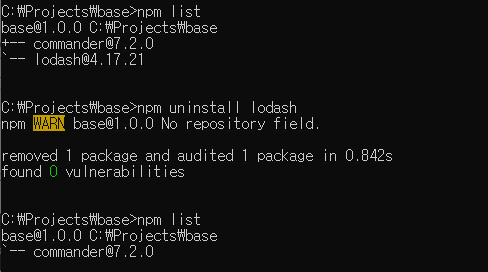 C:₩Projects₩base>npm list
base@1.0.0 C:₩Projects₩base
+-- commander@7.2.0
`-- lodash@4.17.21
C:₩Projects₩base>npm uninstall lodash
npm WARN base@1.0.0 No repository field.
removed 1 package and audited 1 package in 0.842s
found 0 vulnerabilities
C:₩Projects₩base>npm list
base@1.0.0 C:₩Projects₩base
`-- commander@7.2.0